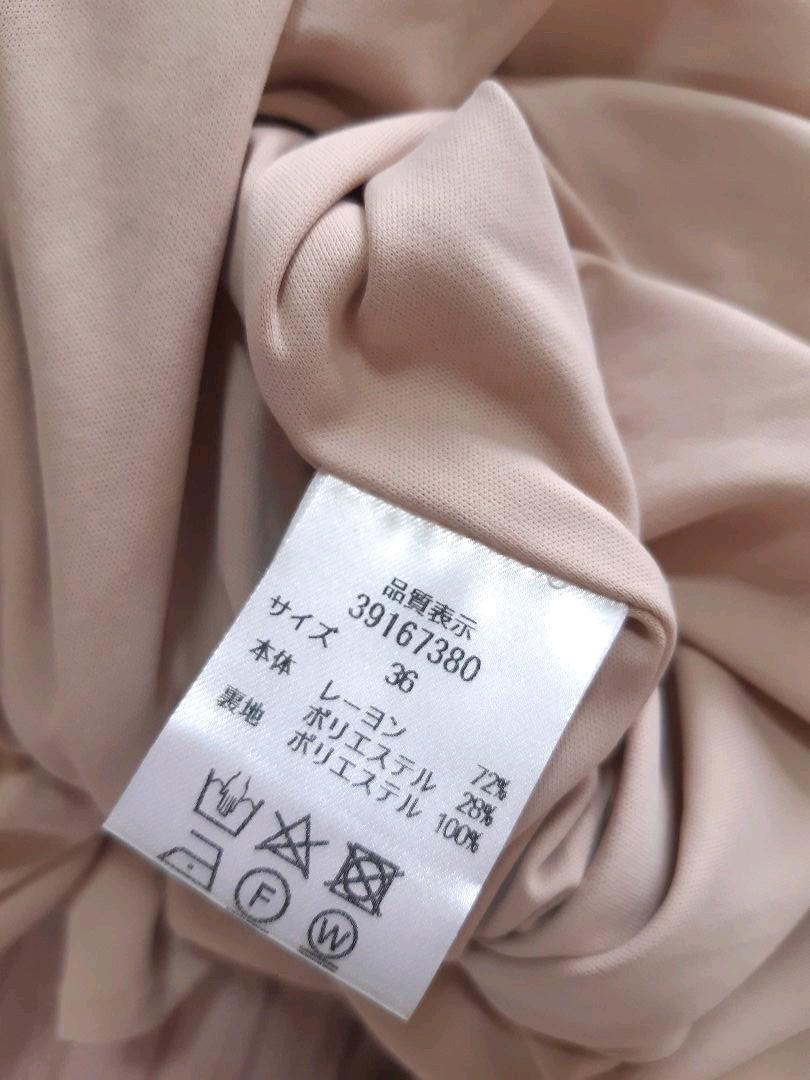 品質表示
39167380
サイズ 36
本体 レーヨン 72%
ポリエステル 28%
裏地 ポリエステル 100%
F
W